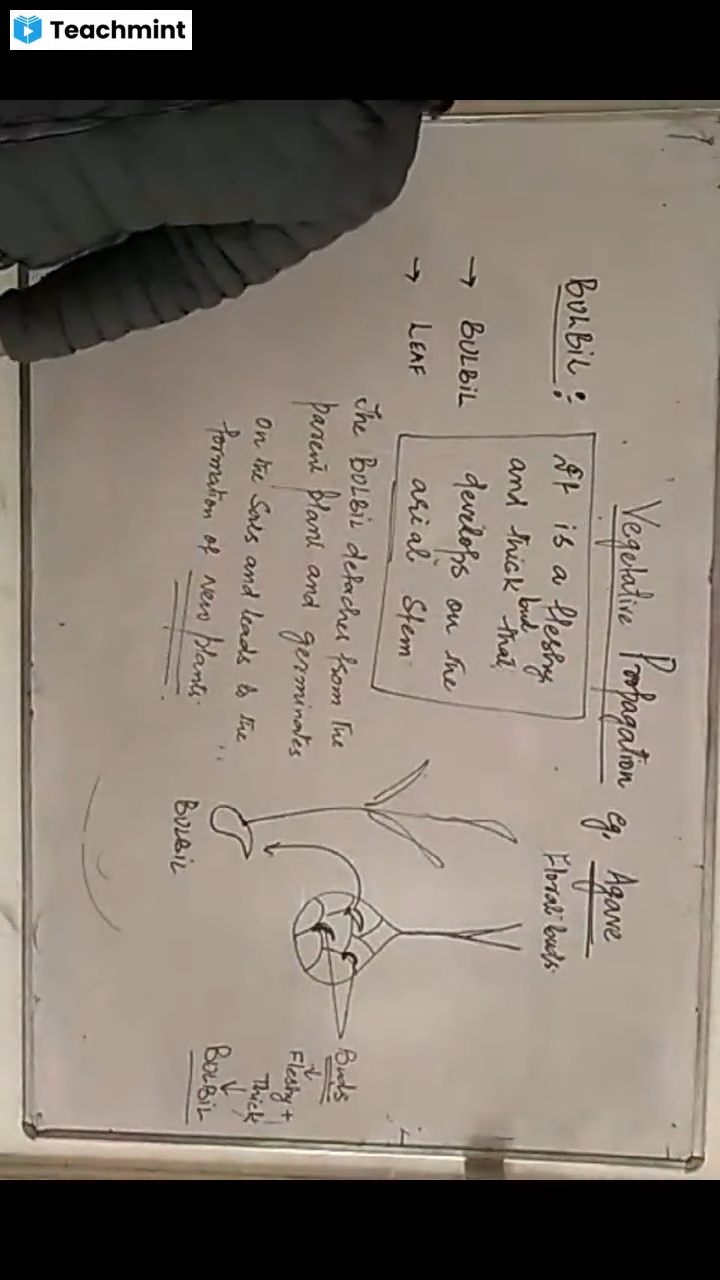 Teachmint
Vegetative Propagation eg, Agave
Floral buds.
BULBIL :
→ BULBIL
→ LEAF
It is a fleshy
and thick bud that
develops on the
arial stem
The BULBIL detaches from the
parent plant and germinates
on the and leads to the
formation of new plants.
BULBIL
Buds
↓
Fleshy +
Thick
↓
BULBIL